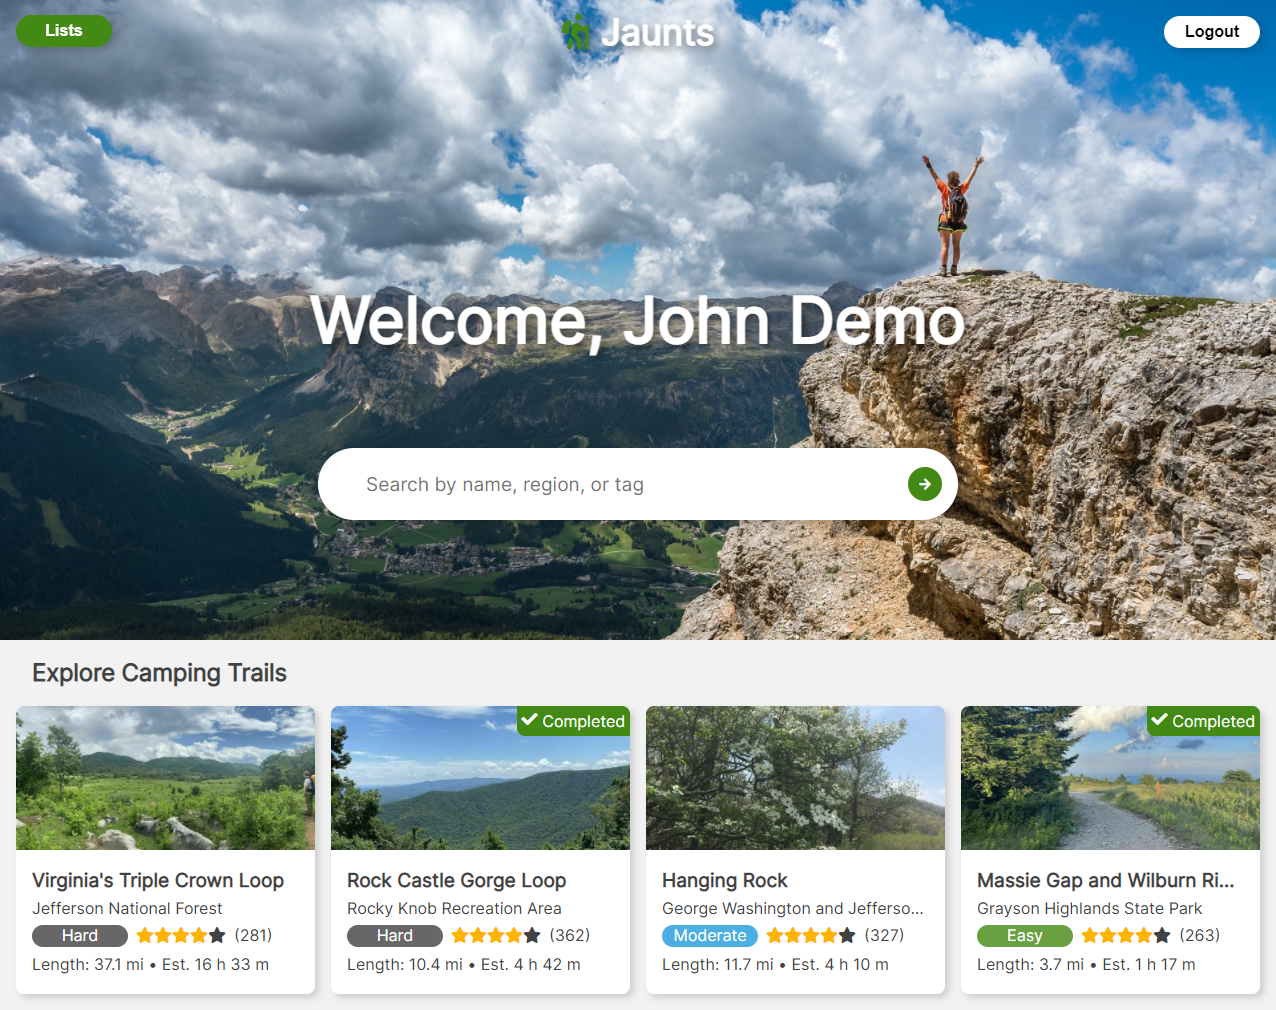 Lists
Jaunts
Logout
Welcome, John Demo
Search by name, region, or tag
Explore Camping Trails
Virginia's Triple Crown Loop
Jefferson National Forest
Hard (281)
Length: 37.1 mi • Est. 16 h 33 m
Completed
Rock Castle Gorge Loop
Rocky Knob Recreation Area
Hard (362)
Length: 10.4 mi • Est. 4 h 42 m
Hanging Rock
George Washington and Jefferso...
Moderate (327)
Length: 11.7 mi • Est. 4 h 10 m
Completed
Massie Gap and Wilburn Ri...
Grayson Highlands State Park
Easy (263)
Length: 3.7 mi • Est. 1 h 17 m